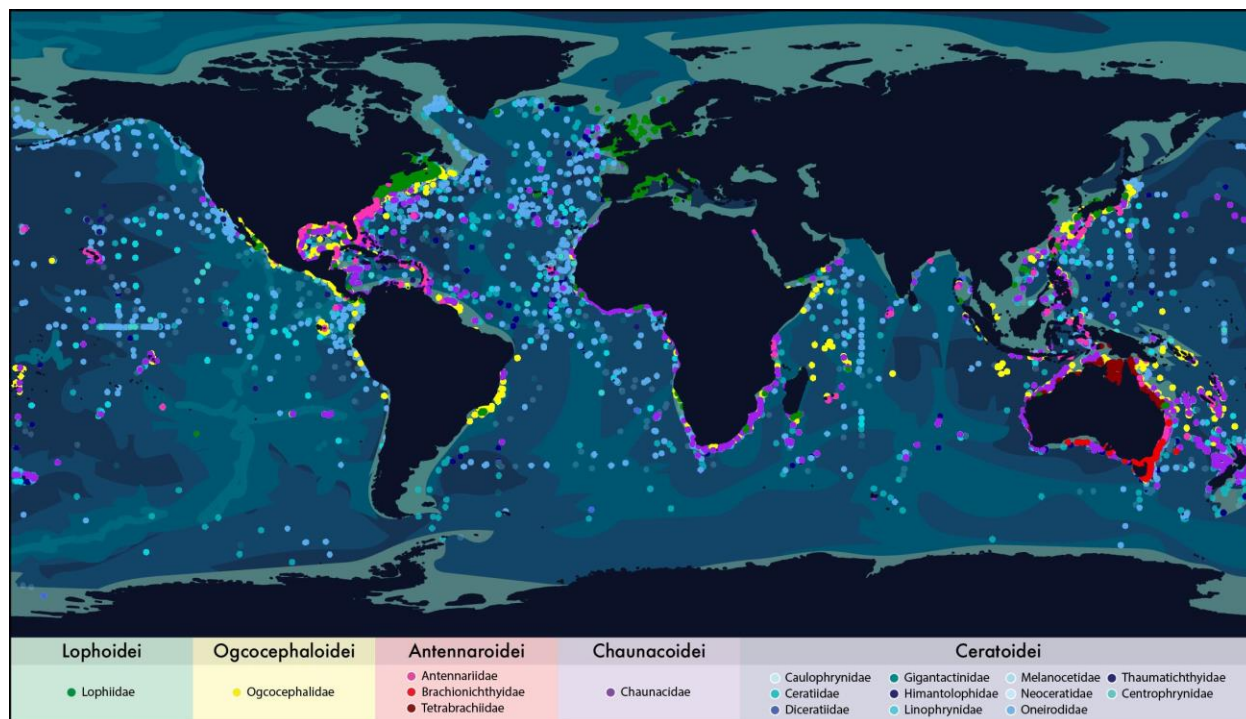 Lophoidei
Lophiidae
Ogcocephaloidei
Ogcocephalidae
Antennaroidei
Antennariidae
Brachionichthyidae
Tetrabrachiidae
Chaunacoidei
Chaunacidae
Ceratoidei
Caulophrynidae
Ceratiidae
Diceratiidae
Gigantactinidae
Himantolophidae
Linophrynidae
Melanocetidae
Neoceratidae
Oneirodidae
Thaumatichthyidae
Centrophrynidae